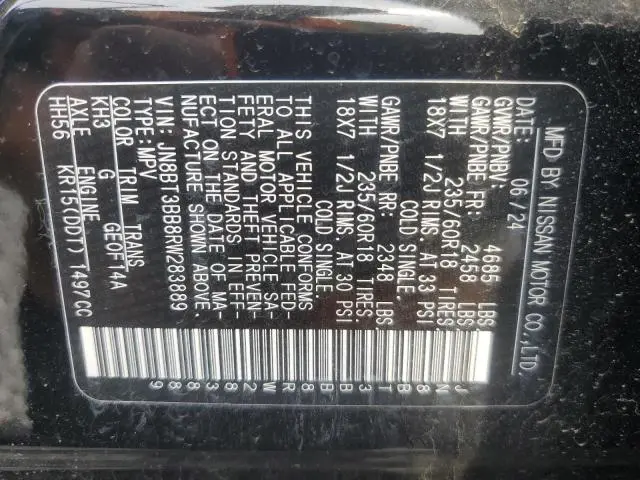 MFD BY NISSAN MOTOR CO.,LTD.
DATE: 06/24
GVWR/PNBV: 4685 LBS
GAWR/PNBE FR: 2458 LBS
WITH 235/60R18 TIRES:
18X7 1/2J RIMS. AT 33 PSI
COLD SINGLE.
GAWR/PNBE RR: 2348 LBS
WITH 235/60R18 TIRES:
18X7 1/2J RIMS. AT 30 PSI
COLD SINGLE.
THIS VEHICLE CONFORMS
TO ALL APPLICABLE FED-
ERAL MOTOR VEHICLE SA-
FETY AND THEFT PREVEN-
TION STANDARDS IN EFF-
ECT ON THE DATE OF MA-
NUFACTURE SHOWN ABOVE.
VIN: JN8BT3BB8RW283889
TYPE: MPV
COLOR TRIM TRANS
KH3 G GE0F14A
AXLE ENGINE
HH56 KR15(DDT) 1497CC
JN8BT3BB8RW283889